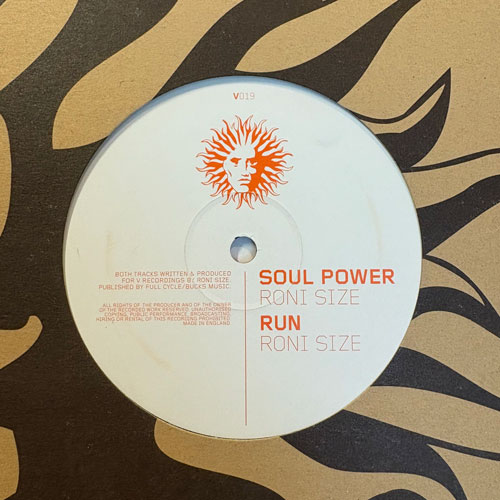 V019
BOTH TRACKS WRITTEN & PRODUCED
FOR V RECORDINGS BY RONI SIZE.
PUBLISHED BY FULL CYCLE/BUCKS MUSIC.
ALL RIGHTS OF THE PRODUCER AND OF THE OWNER
OF THE RECORDED WORK RESERVED. UNAUTHORISED
COPYING, PUBLIC PERFORMANCE, BROADCASTING,
HIRING OR RENTAL OF THIS RECORDING PROHIBITED.
MADE IN ENGLAND.
SOUL POWER
RONI SIZE
RUN
RONI SIZE